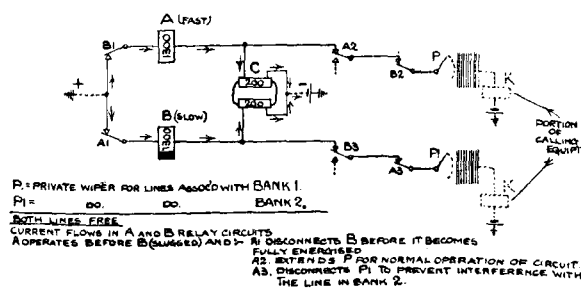 A (FAST)
B1
1300
A2
+
C
200
200
-
B2
P
K
A1
B (SLOW)
1300
B3
A3
P1
K
PORTION
OF
CALLING
EQUIPT
P. = PRIVATE WIPER FOR LINES ASSOC'D WITH BANK 1.
P1 = DO. DO. BANK 2.
BOTH LINES FREE
CURRENT FLOWS IN A AND B RELAY CIRCUITS
A OPERATES BEFORE B (SLUGGED) AND :- A1 DISCONNECTS B BEFORE IT BECOMES
FULLY ENERGISED
A2. EXTENDS P FOR NORMAL OPERATION OF CIRCUIT.
A3. DISCONNECTS P1 TO PREVENT INTERFERENCE WITH
THE LINE IN BANK 2.